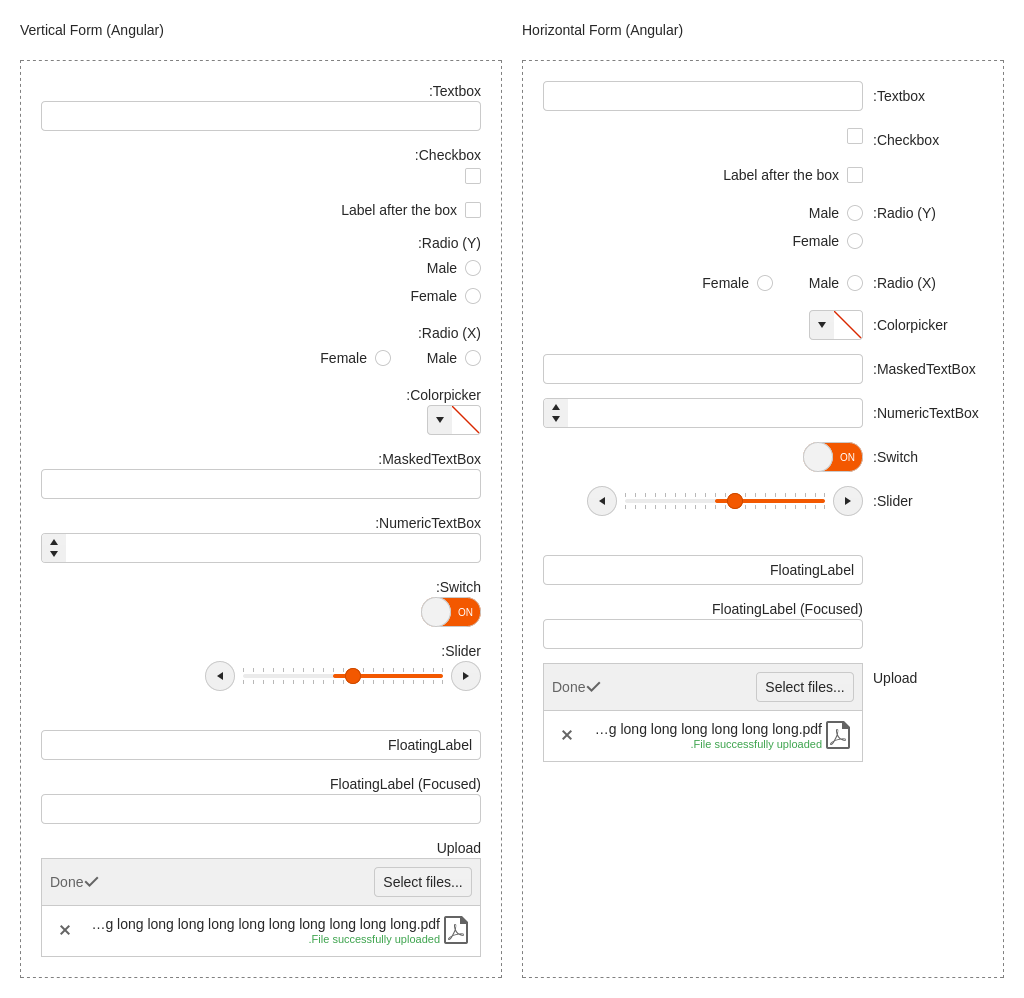 Vertical Form (Angular)
:Textbox
:Checkbox
Label after the box
:Radio (Y)
Male
Female
:Radio (X)
Female Male
:Colorpicker
:MaskedTextBox
:NumericTextBox
:Switch
ON
:Slider
FloatingLabel
FloatingLabel (Focused)
Upload
Done Select files...
...g long long long long long long long long long long.pdf
.File successfully uploaded
Horizontal Form (Angular)
:Textbox
:Checkbox
Label after the box
Male :Radio (Y)
Female
Female Male :Radio (X)
:Colorpicker
:MaskedTextBox
:NumericTextBox
ON :Switch
:Slider
FloatingLabel
FloatingLabel (Focused)
Upload
Done Select files...
...g long long long long long long.pdf
.File successfully uploaded